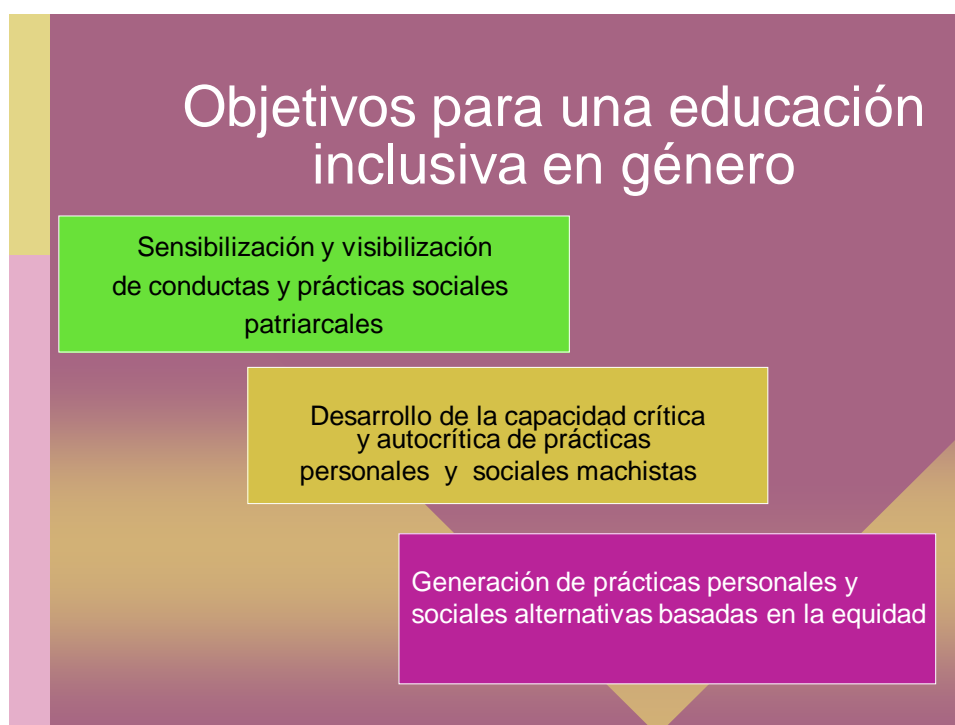 Objetivos para una educación
inclusiva en género
Sensibilización y visibilización
de conductas y prácticas sociales
patriarcales
Desarrollo de la capacidad crítica
y autocrítica de prácticas
personales y sociales machistas
Generación de prácticas personales y
sociales alternativas basadas en la equidad